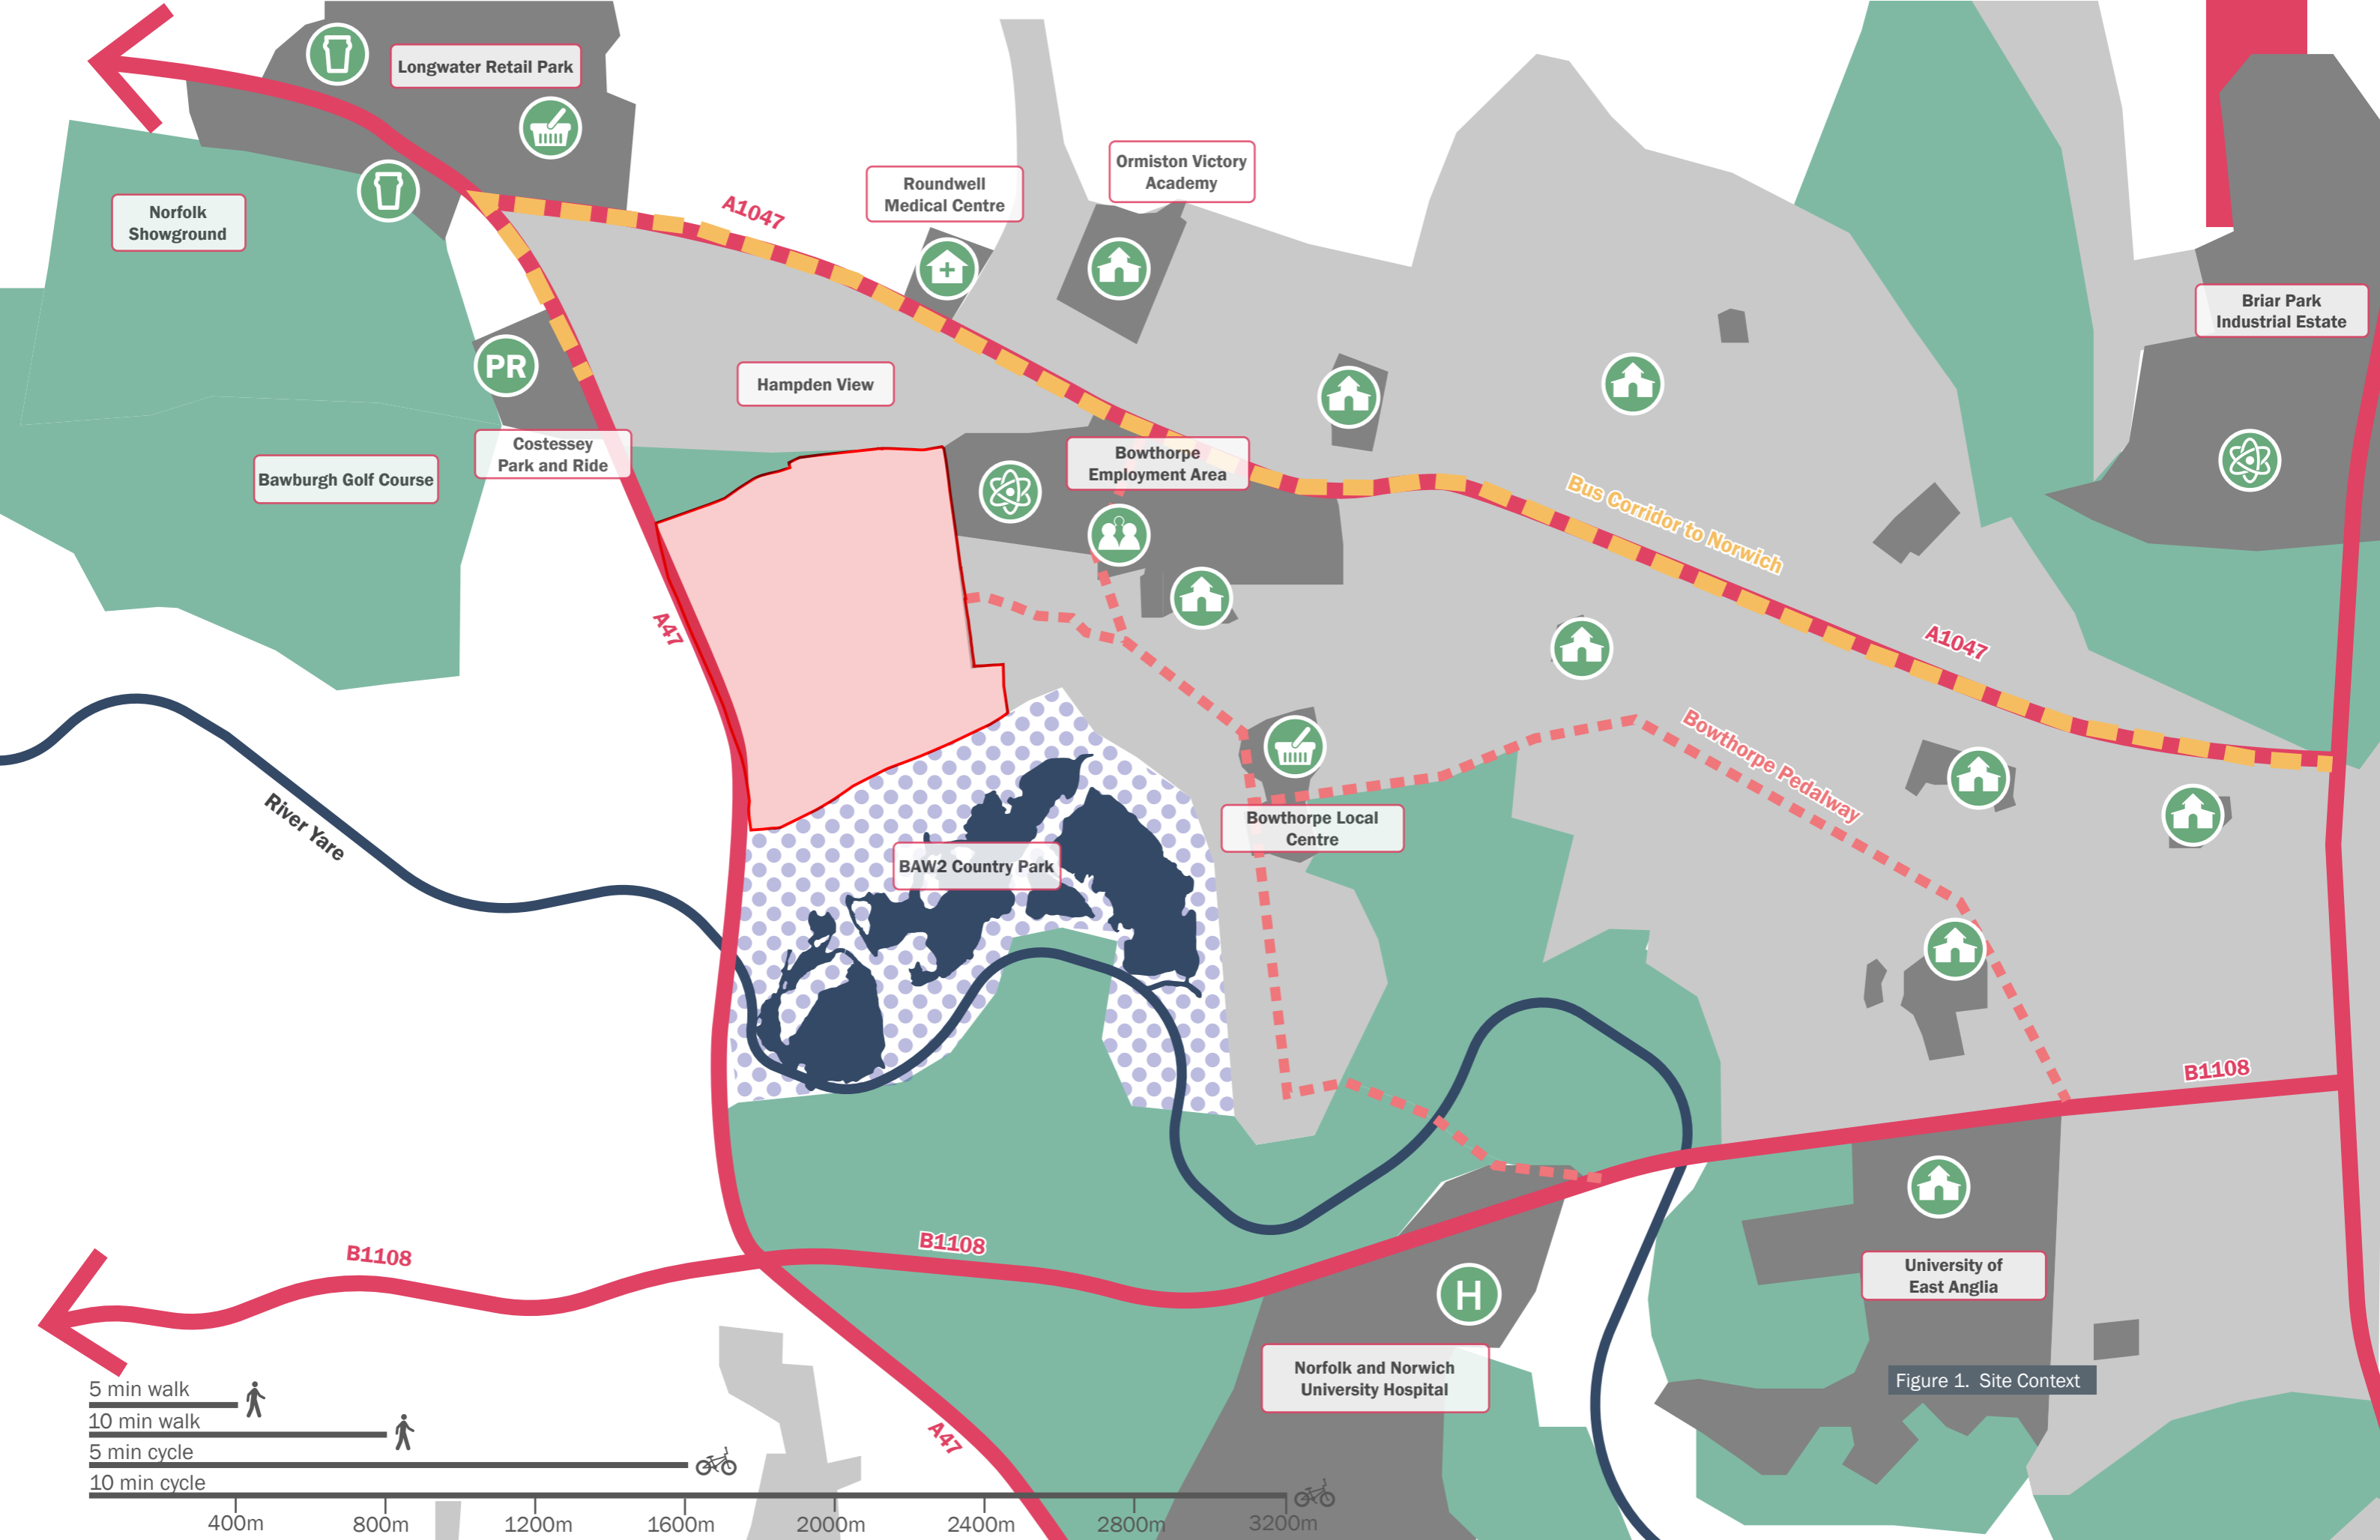 Longwater Retail Park
Norfolk
Showground
A1047
Roundwell
Medical Centre
Ormiston Victory
Academy
Briar Park
Industrial Estate
PR
Hampden View
Costessey
Park and Ride
Bawburgh Golf Course
Bowthorpe
Employment Area
Bus Corridor to Norwich
A47
A1047
River Yare
Bowthorpe Pedalway
Bowthorpe Local
Centre
BAW2 Country Park
B1108
B1108
B1108
H
University of
East Anglia
Norfolk and Norwich
University Hospital
Figure 1. Site Context
A47
5 min walk
10 min walk
5 min cycle
10 min cycle
400m
800m
1200m
1600m
2000m
2400m
2800m
3200m